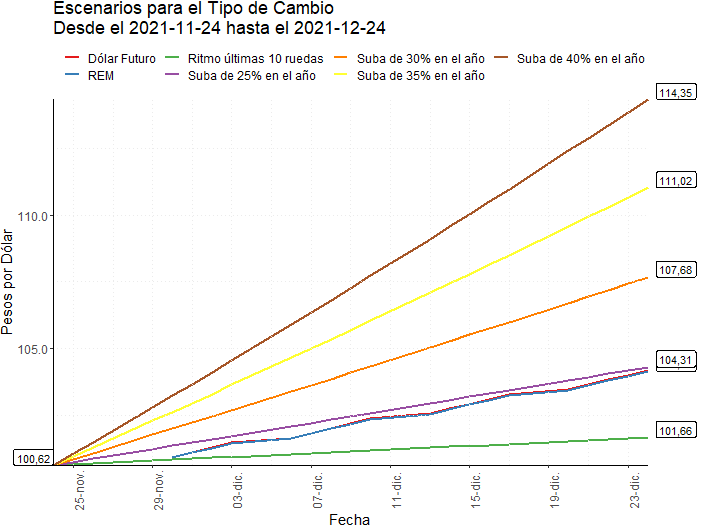 Escenarios para el Tipo de Cambio
Desde el 2021-11-24 hasta el 2021-12-24
Dólar Futuro
Ritmo últimas 10 ruedas
Suba de 30% en el año
Suba de 40% en el año
REM
Suba de 25% en el año
Suba de 35% en el año
114,35
111,02
110.0
Pesos por Dólar
107,68
105.0
104,31
101,66
100,62
25-nov.
29-nov.
03-dic.
07-dic.
11-dic.
15-dic.
19-dic.
23-dic.
Fecha